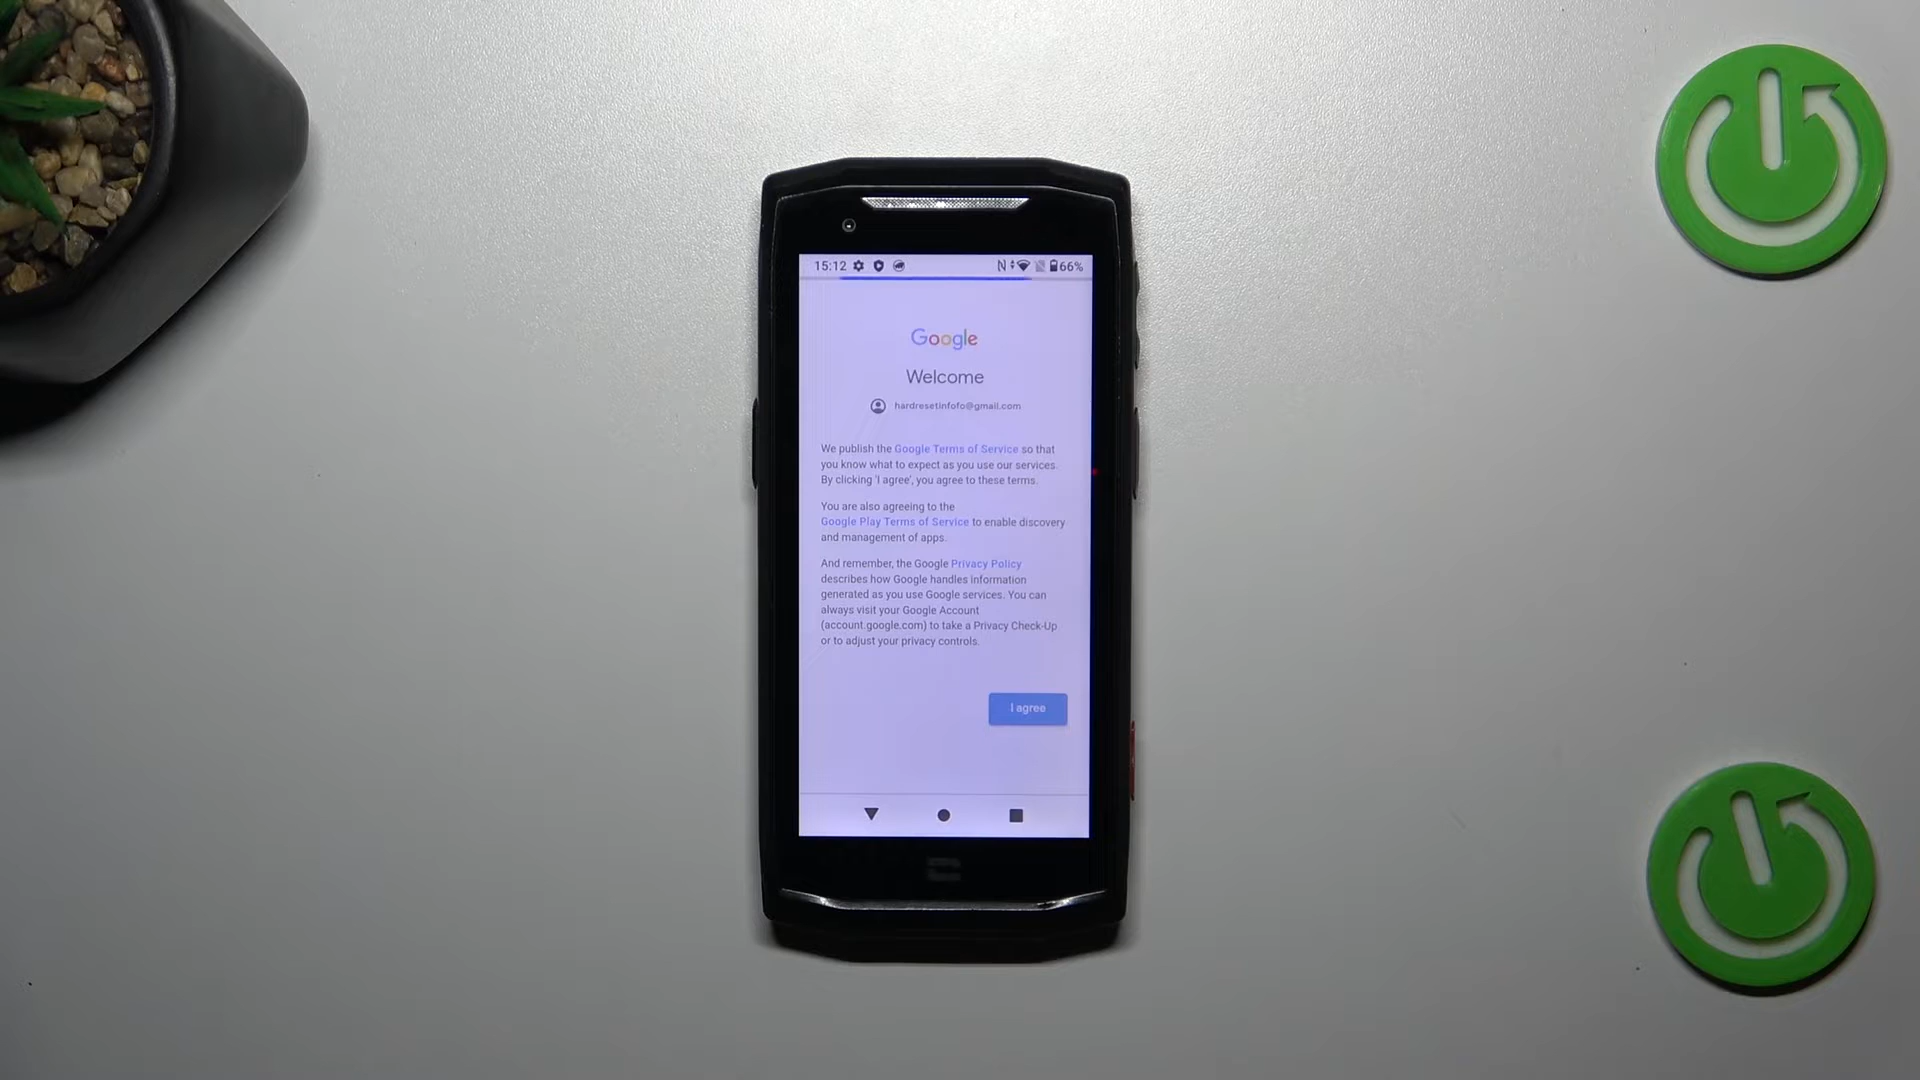 15:12 66%
Google
Welcome
hardresetinfofo@gmail.com
We publish the Google Terms of Service so that
you know what to expect as you use our services.
By clicking 'I agree', you agree to these terms.
You are also agreeing to the
Google Play Terms of Service to enable discovery
and management of apps.
And remember, the Google Privacy Policy
describes how Google handles information
generated as you use Google services. You can
always visit your Google Account
(account.google.com) to take a Privacy Check-Up
or to adjust your privacy controls.
I agree